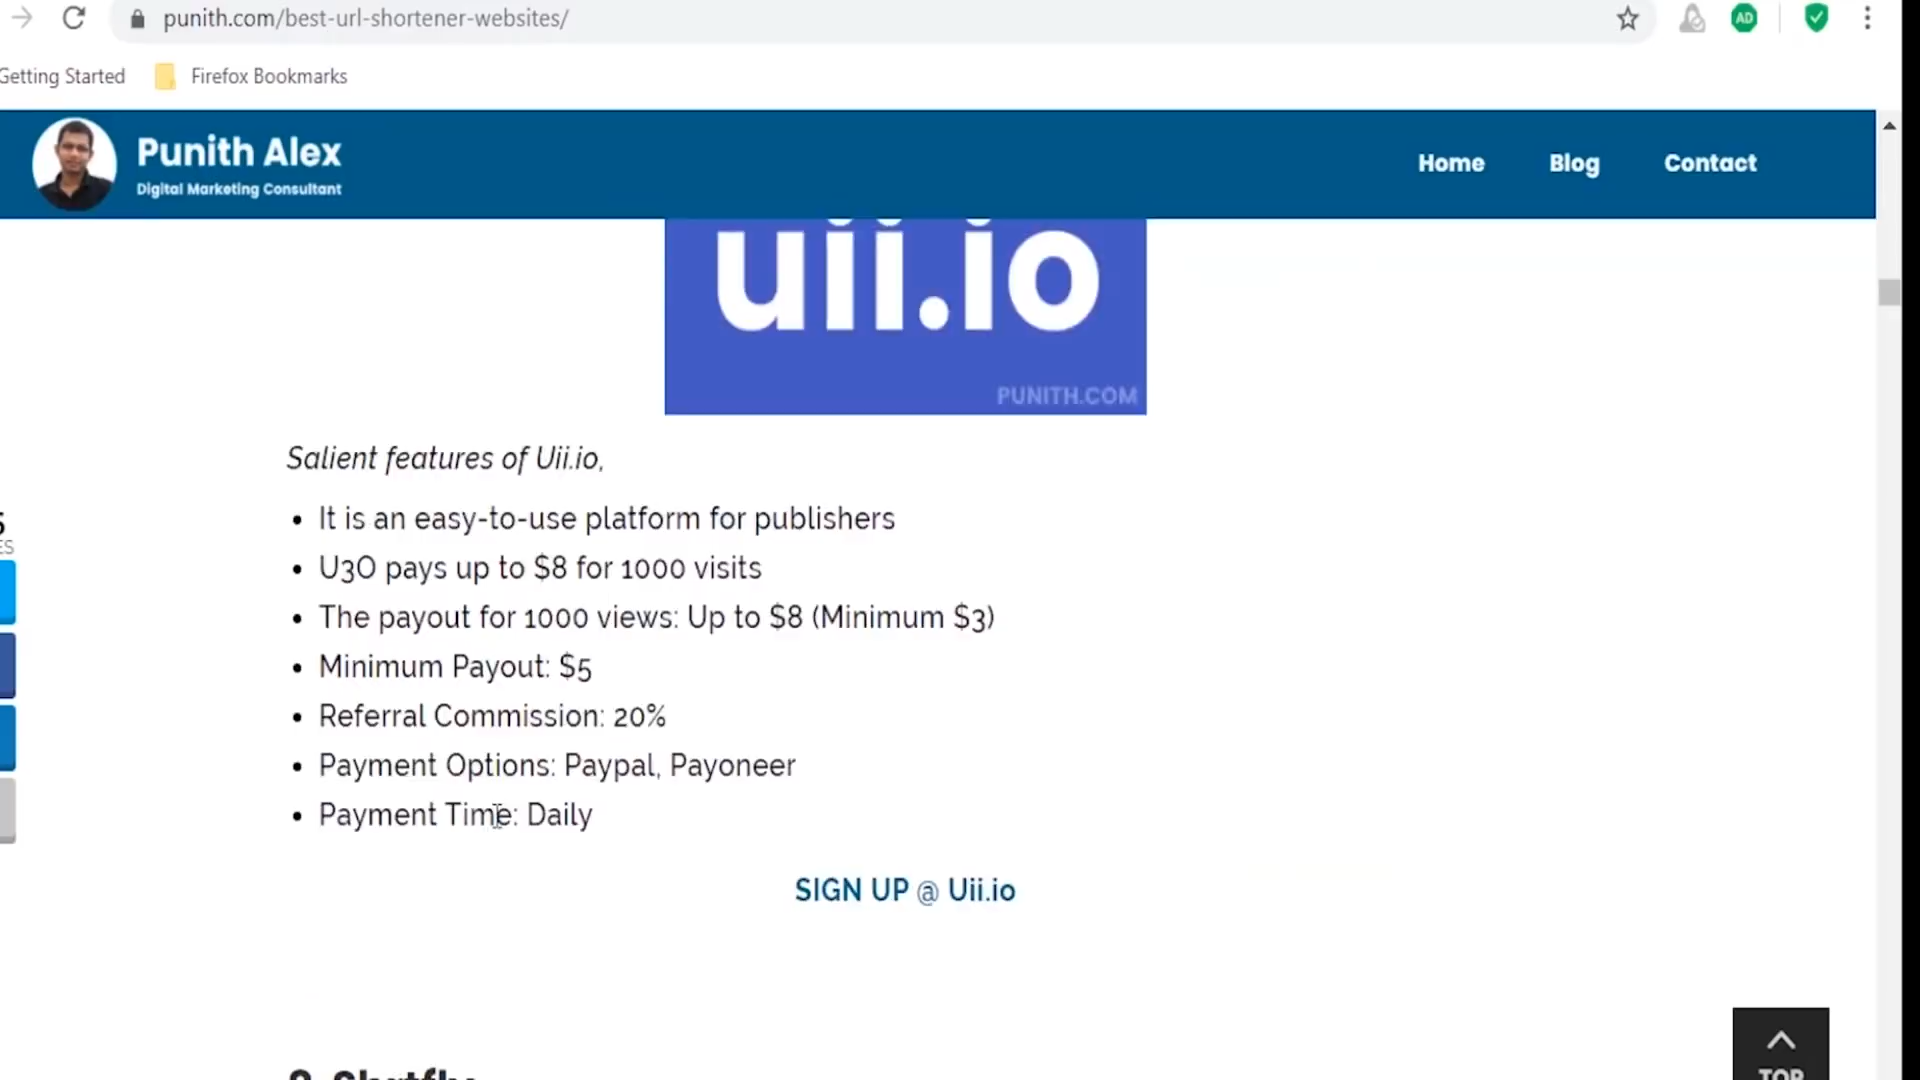 punith.com/best-url-shortener-websites/
AD
Getting Started
Firefox Bookmarks
Punith Alex
Digital Marketing Consultant
Home
Blog
Contact
uii.io
PUNITH.COM
Salient features of Uii.io,
• It is an easy-to-use platform for publishers
• U3O pays up to $8 for 1000 visits
• The payout for 1000 views: Up to $8 (Minimum $3)
• Minimum Payout: $5
• Referral Commission: 20%
• Payment Options: Paypal, Payoneer
• Payment Time: Daily
SIGN UP @ Uii.io
TOP